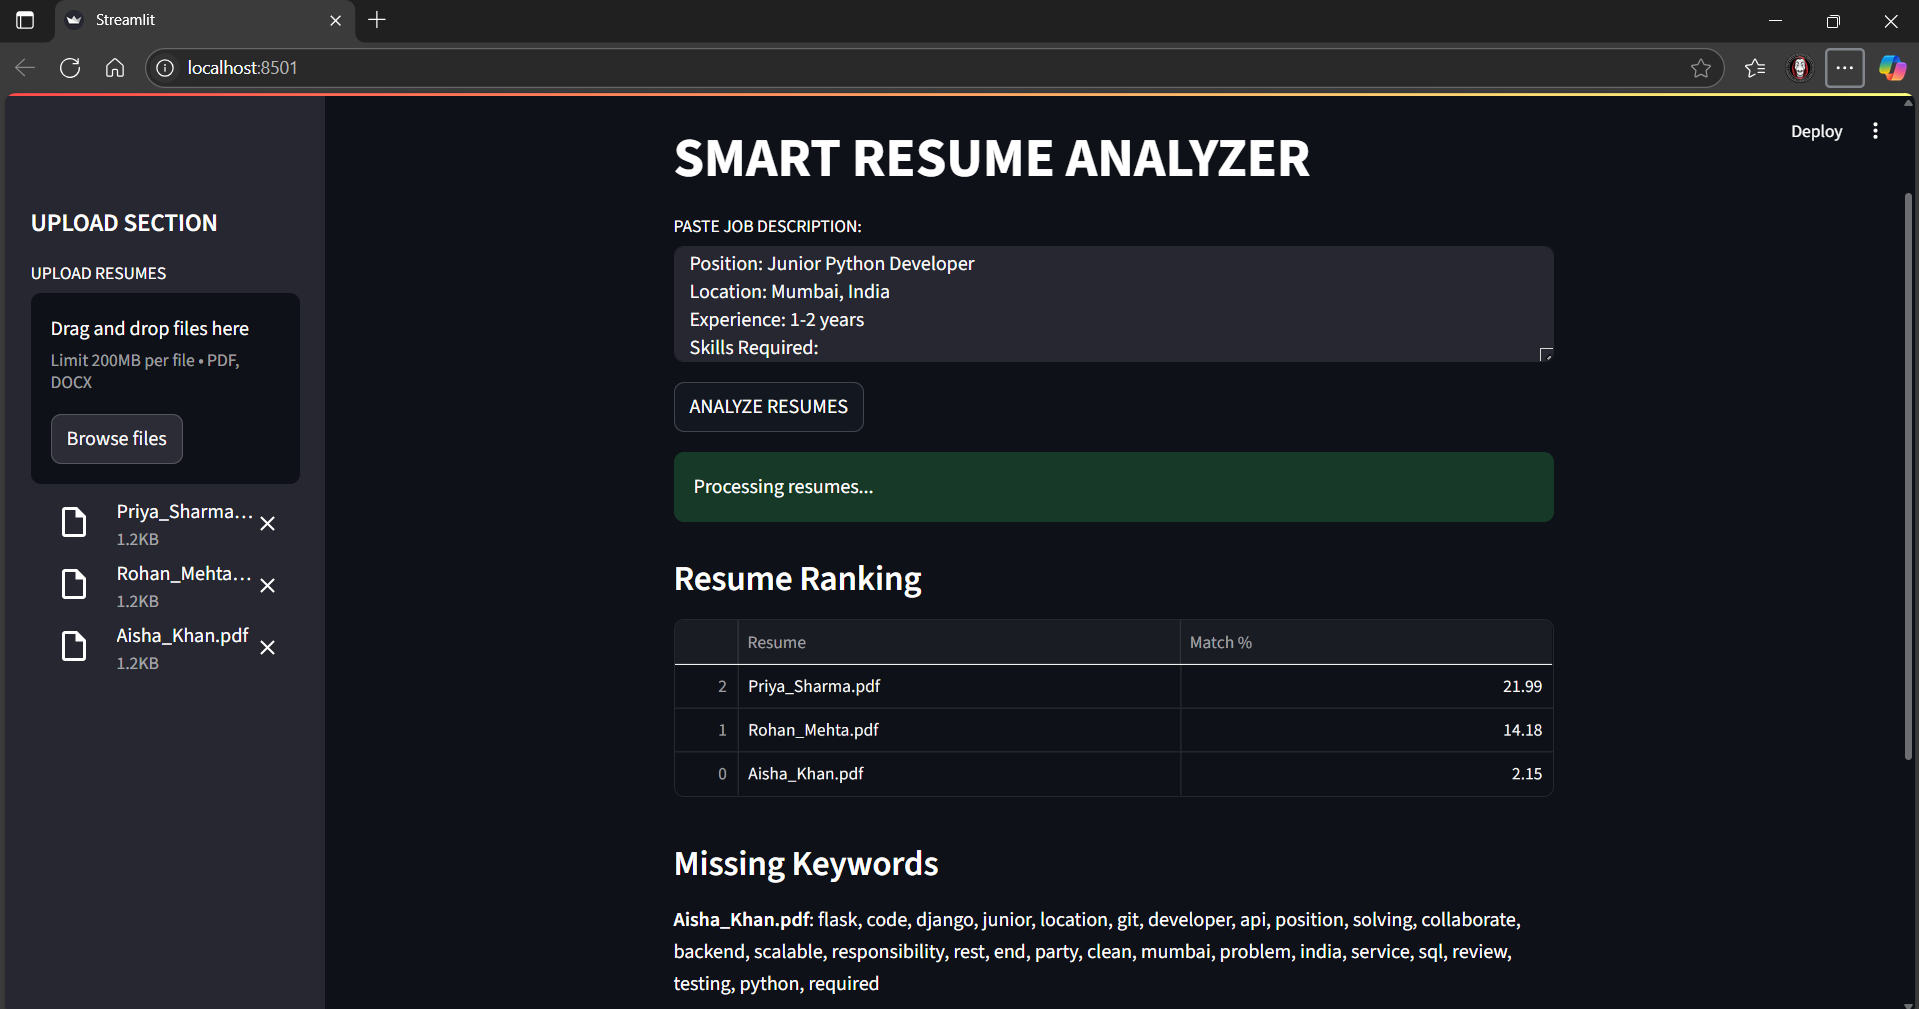 Streamlit
localhost:8501
Deploy
UPLOAD SECTION
UPLOAD RESUMES
Drag and drop files here
Limit 200MB per file • PDF,
DOCX
Browse files
Priya_Sharma...
1.2KB
Rohan_Mehta...
1.2KB
Aisha_Khan.pdf
1.2KB
SMART RESUME ANALYZER
PASTE JOB DESCRIPTION:
Position: Junior Python Developer
Location: Mumbai, India
Experience: 1-2 years
Skills Required:
ANALYZE RESUMES
Processing resumes...
Resume Ranking
Resume Match %
2 Priya_Sharma.pdf 21.99
1 Rohan_Mehta.pdf 14.18
0 Aisha_Khan.pdf 2.15
Missing Keywords
Aisha_Khan.pdf: flask, code, django, junior, location, git, developer, api, position, solving, collaborate,
backend, scalable, responsibility, rest, end, party, clean, mumbai, problem, india, service, sql, review,
testing, python, required